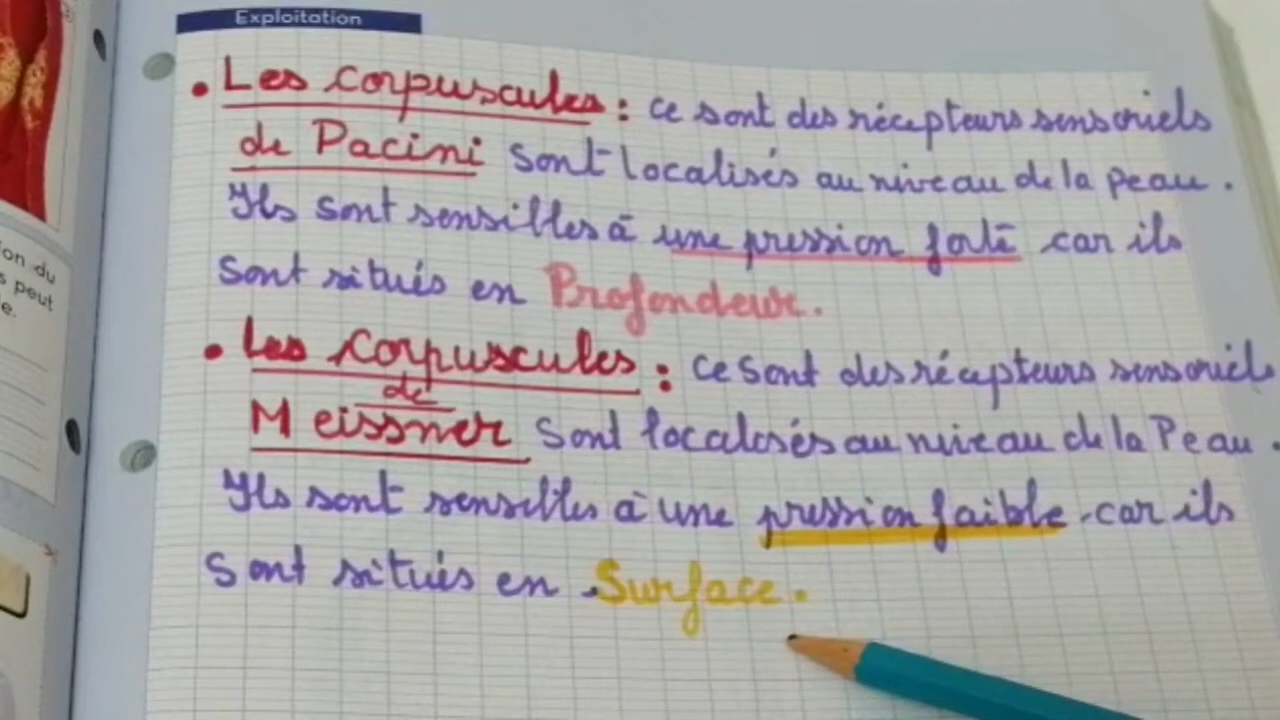 Exploitation
• Les corpuscules : ce sont des récepteurs sensoriels
de Pacini sont localisés au niveau de la peau.
Ils sont sensibles à une pression forte car ils
sont situés en Profondeur.
• Les corpuscules : ce sont des récepteurs sensoriels
de
Meissner sont localisés au niveau de la Peau.
Ils sont sensibles à une pression faible car ils
sont situés en Surface.
on du
s peut
e.